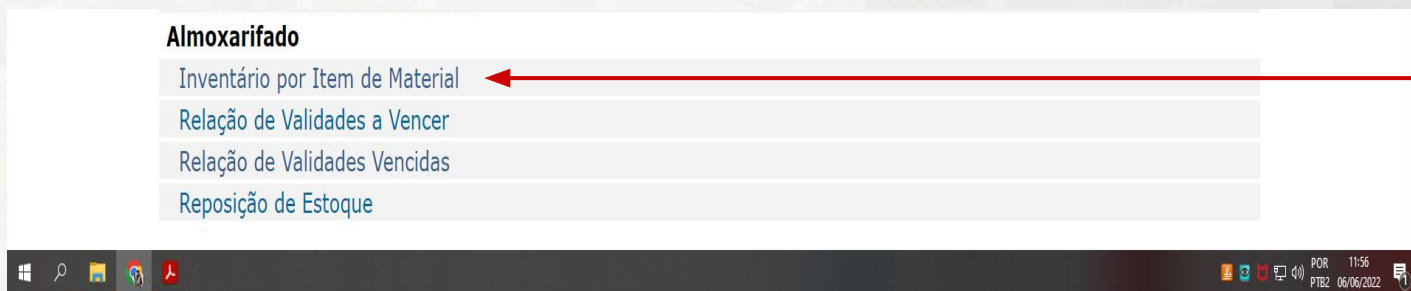 Almoxarifado
Inventário por Item de Material
Relação de Validades a Vencer
Relação de Validades Vencidas
Reposição de Estoque
POR 11:56
PTB2 06/06/2022
1